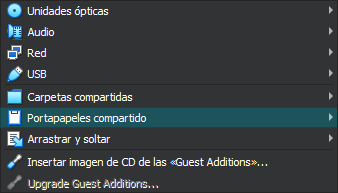 Unidades ópticas
Audio
Red
USB
Carpetas compartidas
Portapapeles compartido
Arrastrar y soltar
Insertar imagen de CD de las «Guest Additions»...
Upgrade Guest Additions...